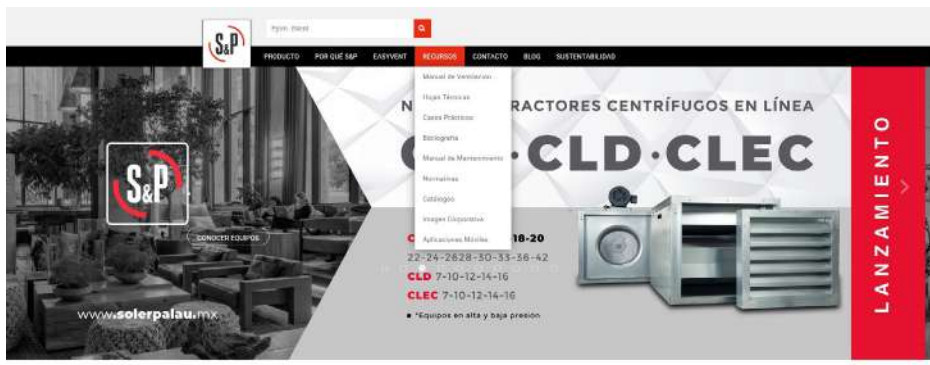 S&P
PRODUCTO POR QUÉ S&P EASYVENT RECURSOS CONTACTO BLOG SUSTENTABILIDAD
Manual de Ventilación
Hojas Técnicas
Casos Prácticos
Bibliografía
Manual de Mantenimiento
Normativas
Catálogos
Imagen Corporativa
Aplicaciones Móviles
N RACTORES CENTRÍFUGOS EN LÍNEA
CLD·CLEC
S&P
CONOCER EQUIPOS
18-20
22-24-2628-30-33-36-42
CLD 7-10-12-14-16
CLEC 7-10-12-14-16
• *Equipos en alta y baja presión
www.solerpalau.mx
LANZAMIENTO